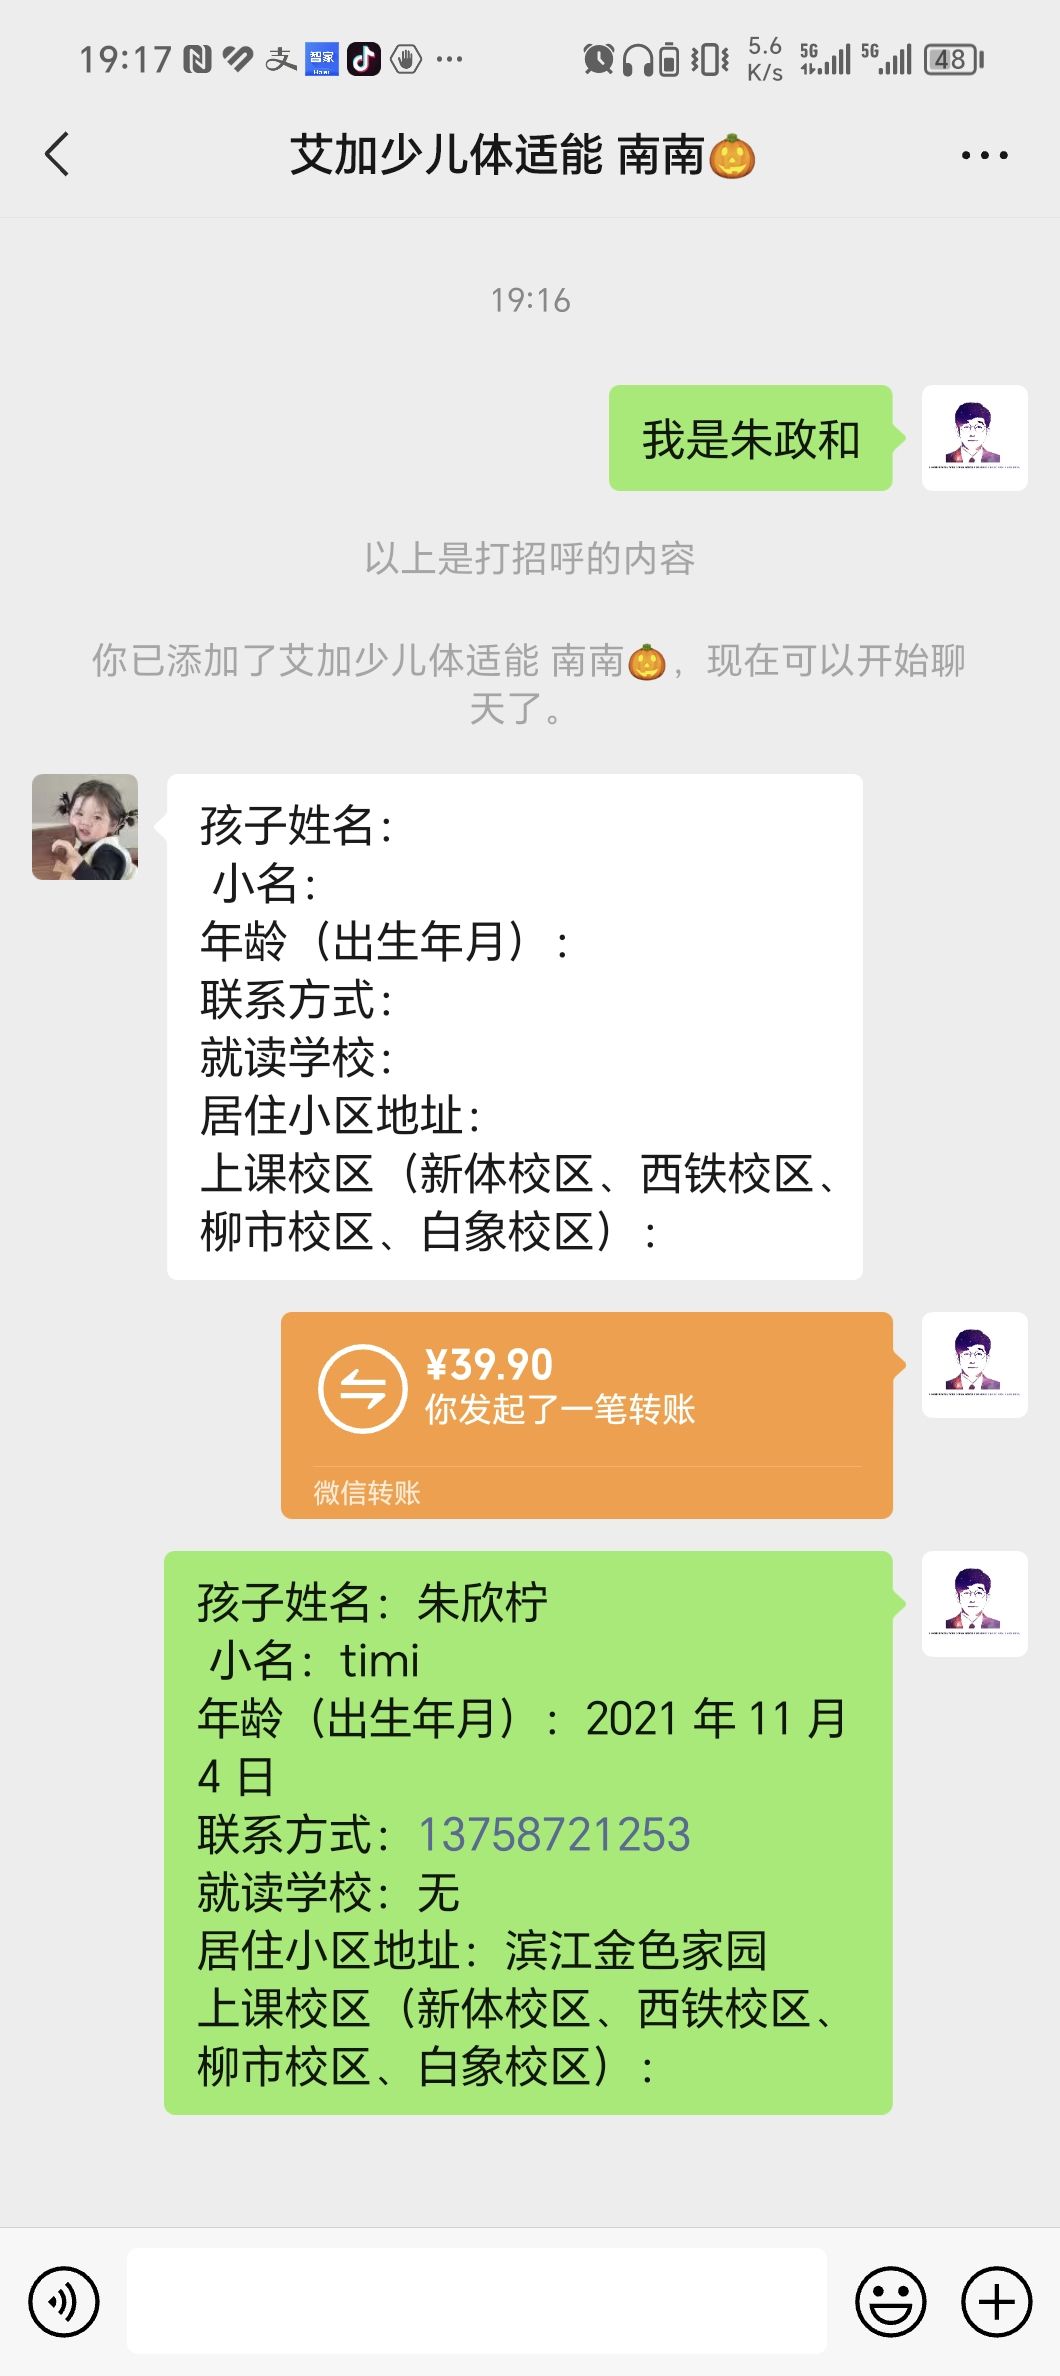 19:17
支
智家
5.6
K/s
5G
5G
48
艾加少儿体适能 南南🎃
19:16
我是朱政和
以上是打招呼的内容
你已添加了艾加少儿体适能 南南🎃，现在可以开始聊
天了。
孩子姓名：
小名：
年龄（出生年月）：
联系方式：
就读学校：
居住小区地址：
上课校区（新体校区、西铁校区、
柳市校区、白象校区）：
¥39.90
你发起了一笔转账
微信转账
孩子姓名：朱欣柠
小名：timi
年龄（出生年月）：2021 年 11 月
4 日
联系方式：13758721253
就读学校：无
居住小区地址：滨江金色家园
上课校区（新体校区、西铁校区、
柳市校区、白象校区）：